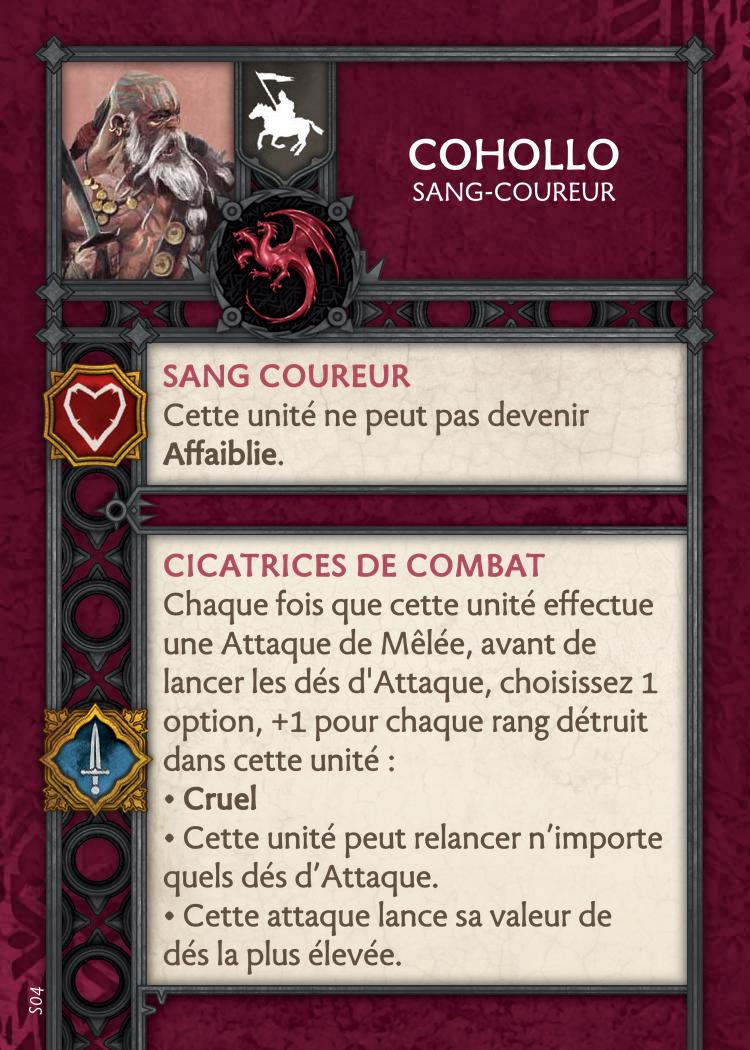 COHOLLO
SANG-COUREUR
SANG COUREUR
Cette unité ne peut pas devenir
Affaiblie.
CICATRICES DE COMBAT
Chaque fois que cette unité effectue
une Attaque de Mêlée, avant de
lancer les dés d'Attaque, choisissez 1
option, +1 pour chaque rang détruit
dans cette unité :
• Cruel
• Cette unité peut relancer n’importe
quels dés d’Attaque.
• Cette attaque lance sa valeur de
dés la plus élevée.
S04